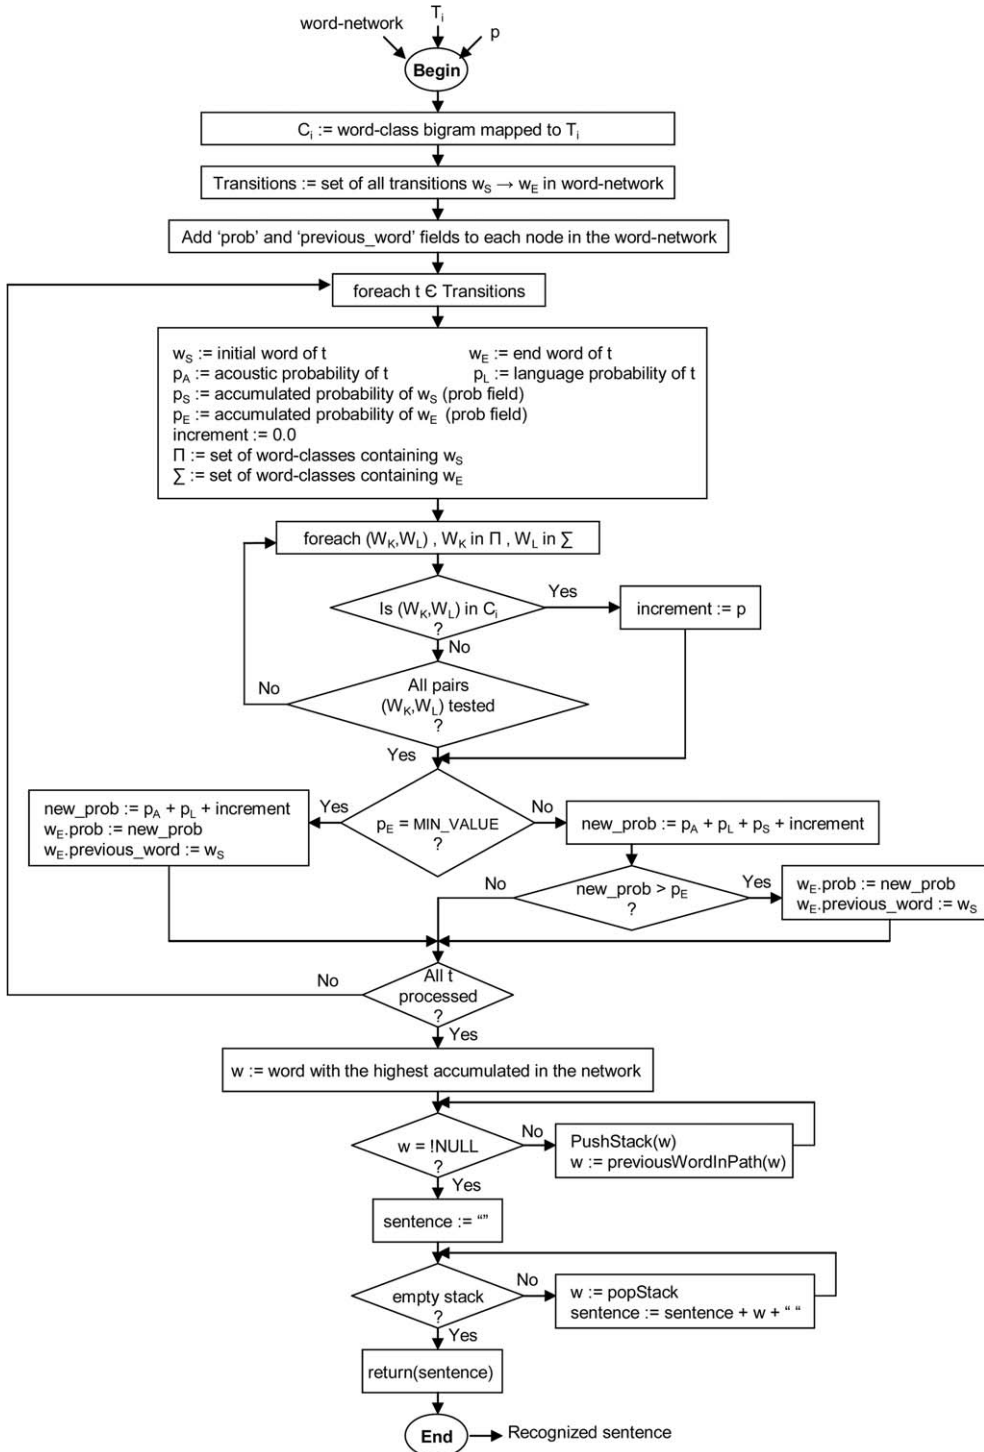 word-network
T_i
p
Begin
C_i := word-class bigram mapped to T_i
Transitions := set of all transitions w_S → w_E in word-network
Add ‘prob’ and ‘previous_word’ fields to each node in the word-network
foreach t Є Transitions
w_S := initial word of t w_E := end word of t
p_A := acoustic probability of t p_L := language probability of t
p_S := accumulated probability of w_S (prob field)
p_E := accumulated probability of w_E (prob field)
increment := 0.0
Π := set of word-classes containing w_S
∑ := set of word-classes containing w_E
foreach (W_K,W_L) , W_K in Π , W_L in ∑
Is (W_K,W_L) in C_i
?
Yes
increment := p
No
All pairs
(W_K,W_L) tested
?
No
Yes
p_E = MIN_VALUE
?
Yes
new_prob := p_A + p_L + increment
w_E.prob := new_prob
w_E.previous_word := w_S
No
new_prob := p_A + p_L + p_S + increment
new_prob > p_E
?
No
Yes
w_E.prob := new_prob
w_E.previous_word := w_S
All t
processed
?
No
Yes
w := word with the highest accumulated in the network
w = !NULL
?
No
PushStack(w)
w := previousWordInPath(w)
Yes
sentence := “”
empty stack
?
No
w := popStack
sentence := sentence + w + “ “
Yes
return(sentence)
End
Recognized sentence